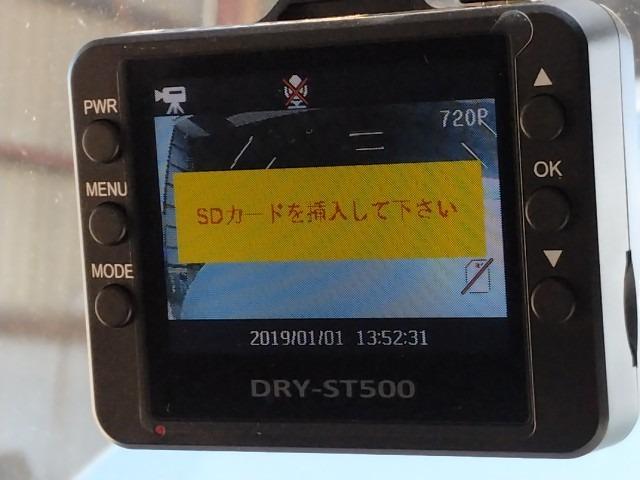 PWR
MENU
MODE
▲
OK
▼
720P
SDカードを挿入して下さい
2019/01/01 13:52:31
DRY-ST500